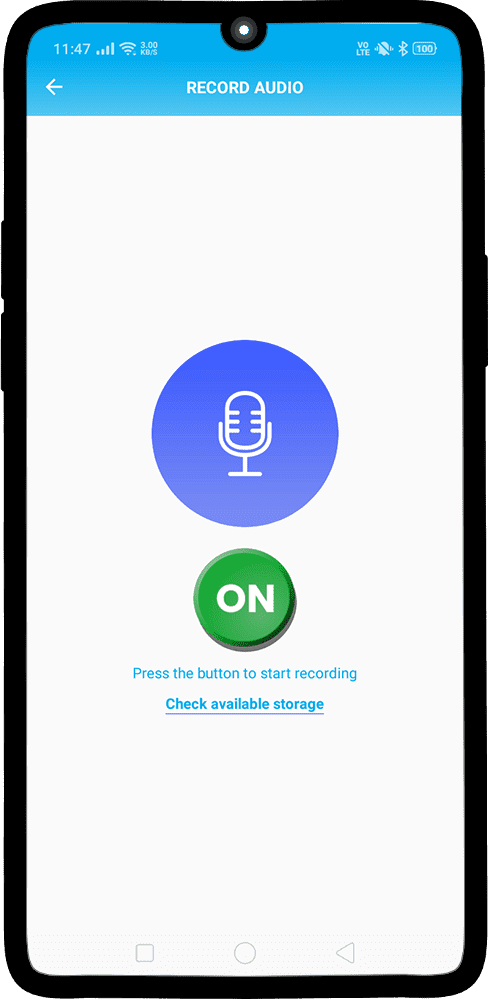 11:47 3.00 KB/S VO LTE 100
RECORD AUDIO
ON
Press the button to start recording
Check available storage